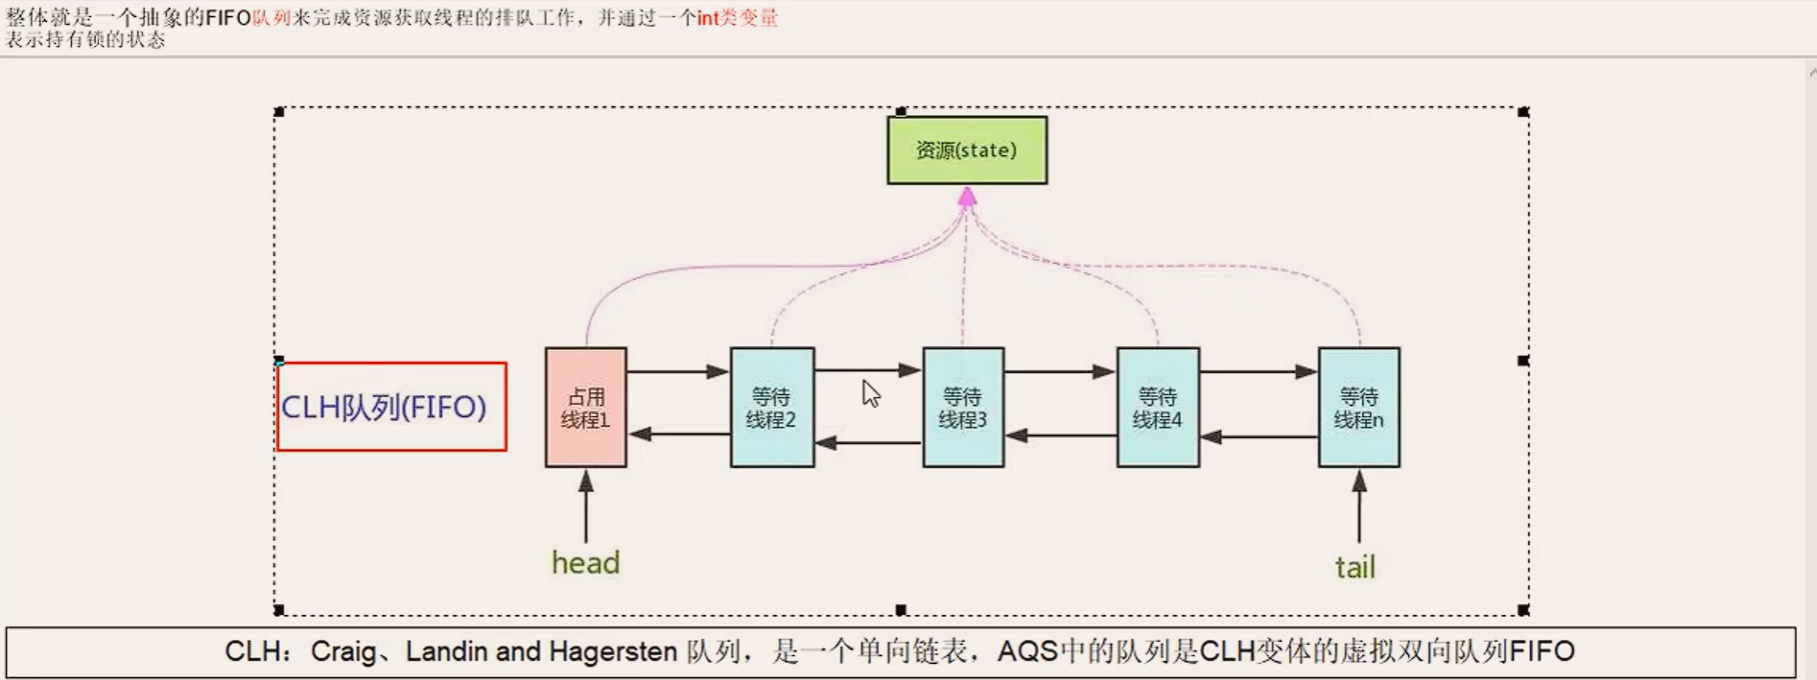 整体就是一个抽象的FIFO队列来完成资源获取线程的排队工作，并通过一个int类变量
表示持有锁的状态
资源(state)
CLH队列(FIFO)
占用
线程1
等待
线程2
等待
线程3
等待
线程4
等待
线程n
head
tail
CLH：Craig、Landin and Hagersten 队列，是一个单向链表，AQS中的队列是CLH变体的虚拟双向队列FIFO